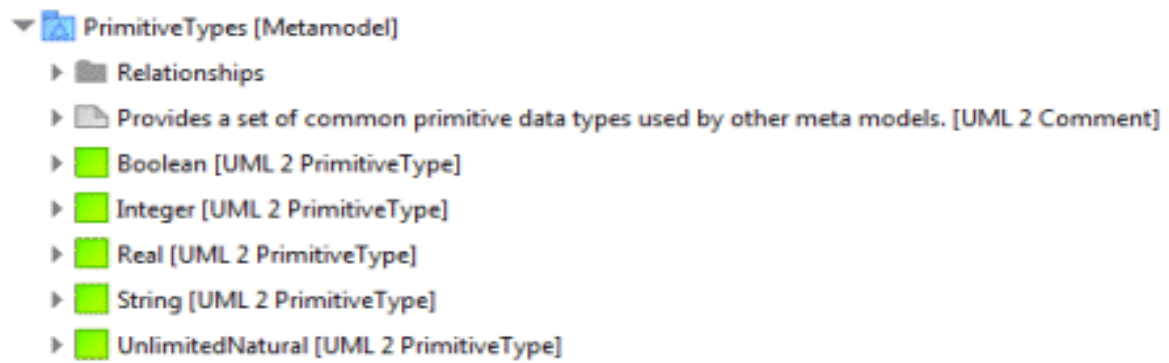 PrimitiveTypes [Metamodel]
Relationships
Provides a set of common primitive data types used by other meta models. [UML 2 Comment]
Boolean [UML 2 PrimitiveType]
Integer [UML 2 PrimitiveType]
Real [UML 2 PrimitiveType]
String [UML 2 PrimitiveType]
UnlimitedNatural [UML 2 PrimitiveType]